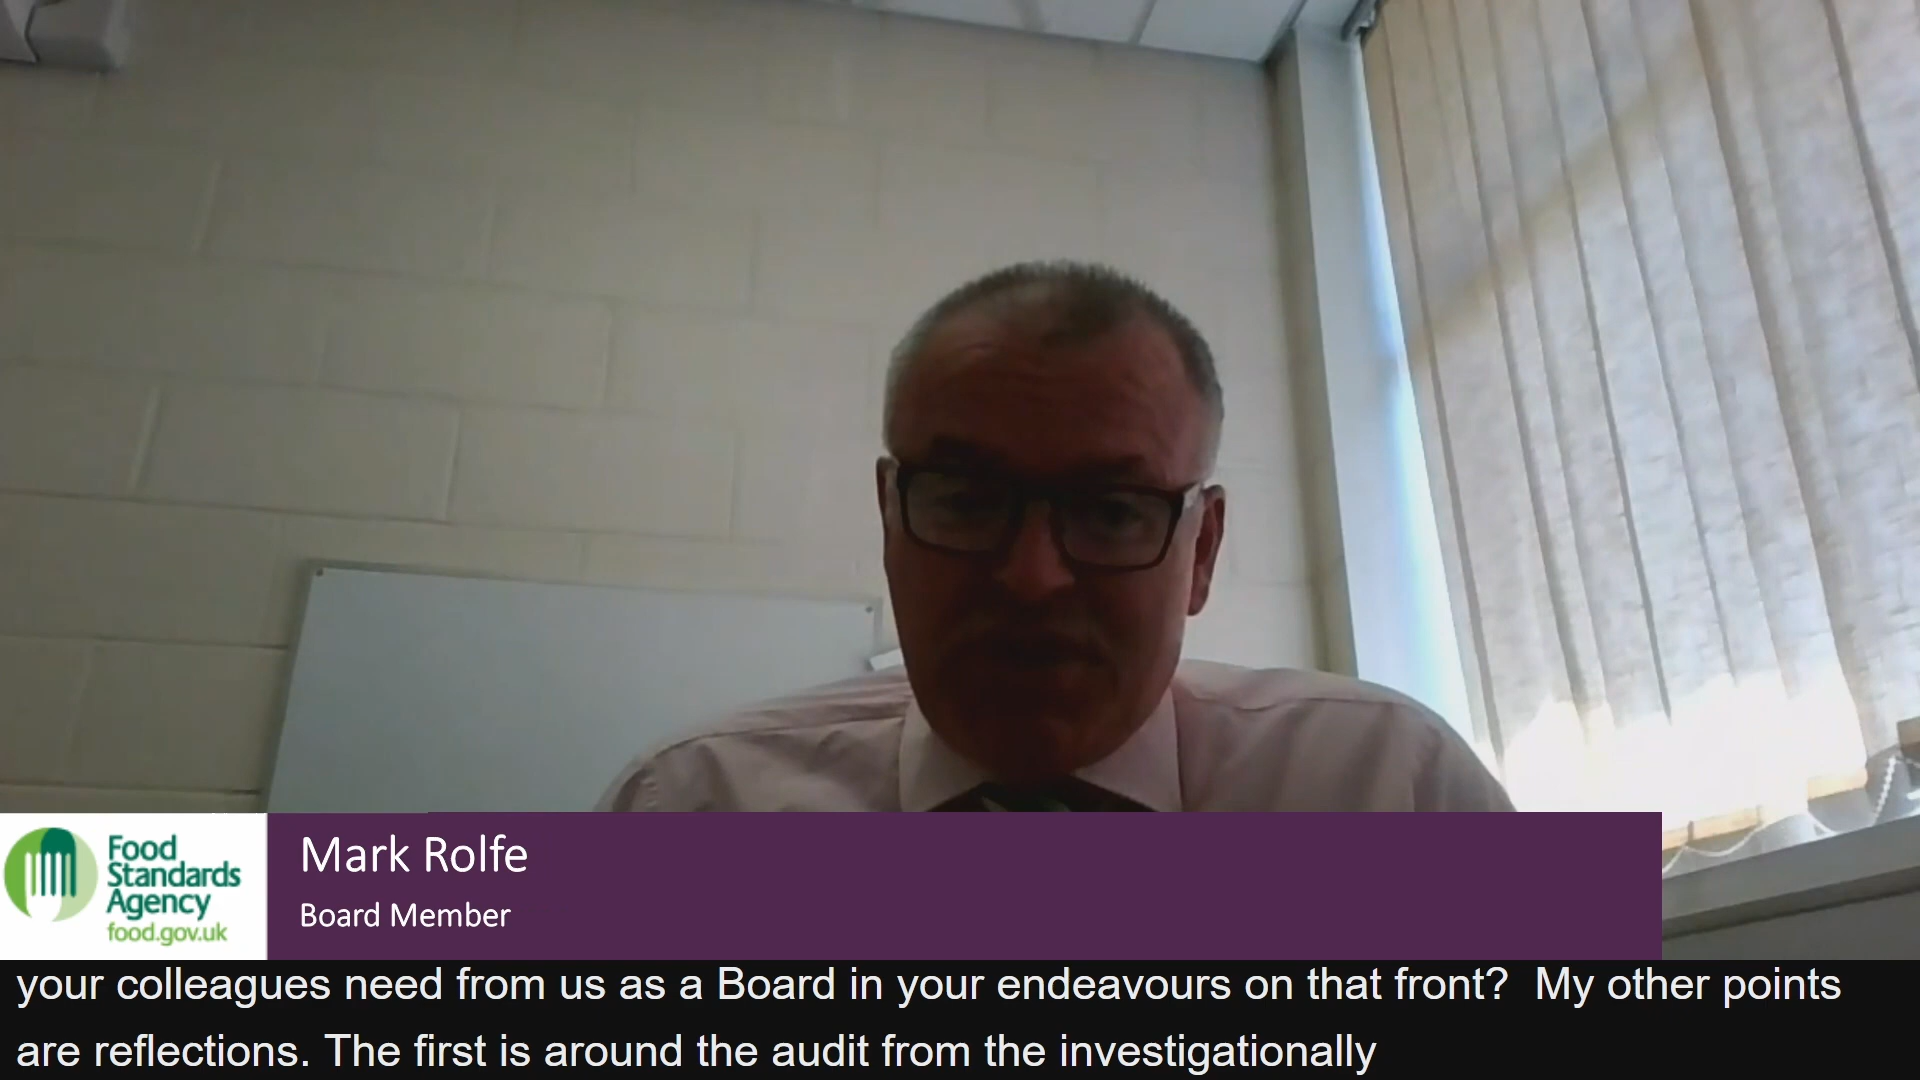 Mark Rolfe
Board Member
Food
Standards
Agency
food.gov.uk
your colleagues need from us as a Board in your endeavours on that front?  My other points
are reflections. The first is around the audit from the investigationally